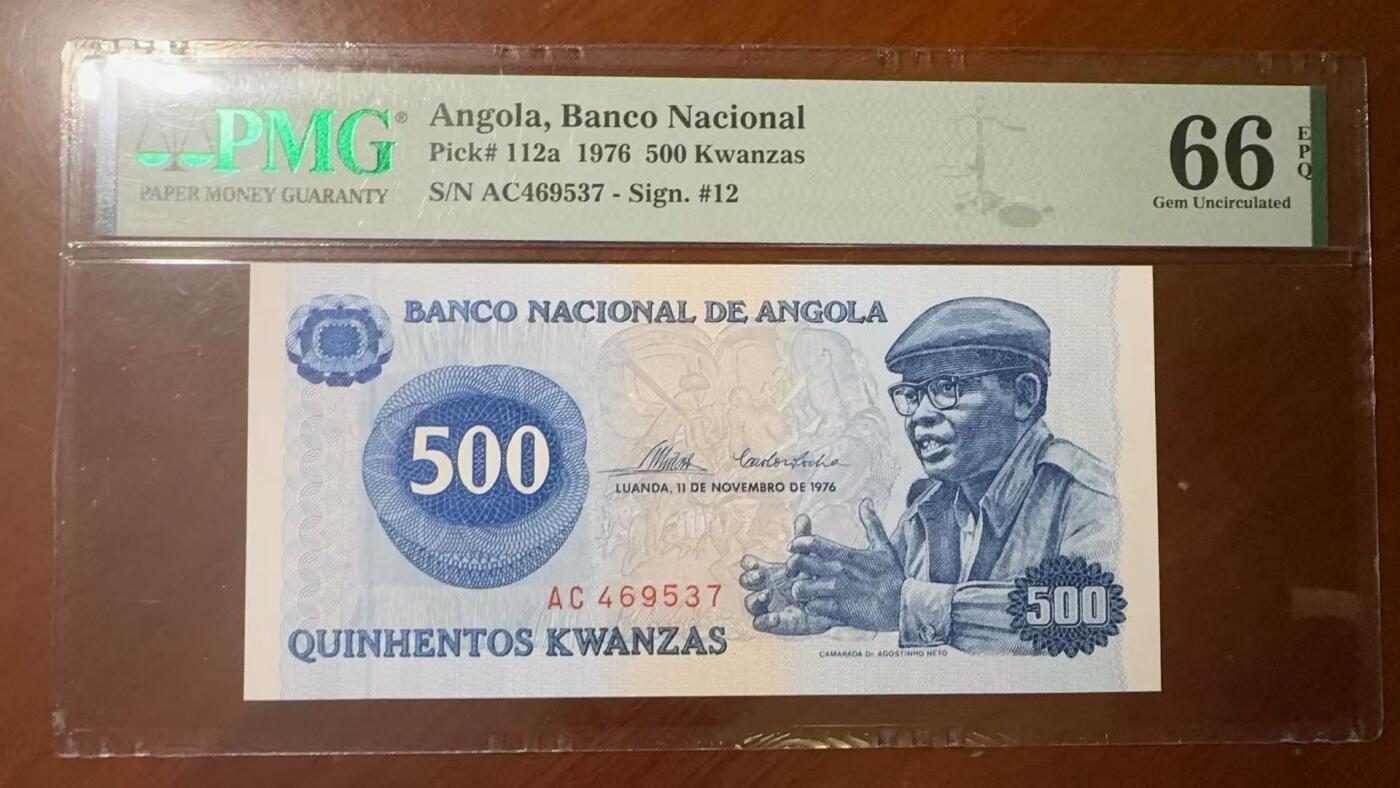 PMG®
PAPER MONEY GUARANTY
Angola, Banco Nacional
Pick# 112a 1976 500 Kwanzas
S/N AC469537 - Sign. #12
66
EPQ
Gem Uncirculated
BANCO NACIONAL DE ANGOLA
500
LUANDA, 11 DE NOVEMBRO DE 1976
AC 469537
QUINHENTOS KWANZAS
500
CAMARADA Dr. AGOSTINHO NETO